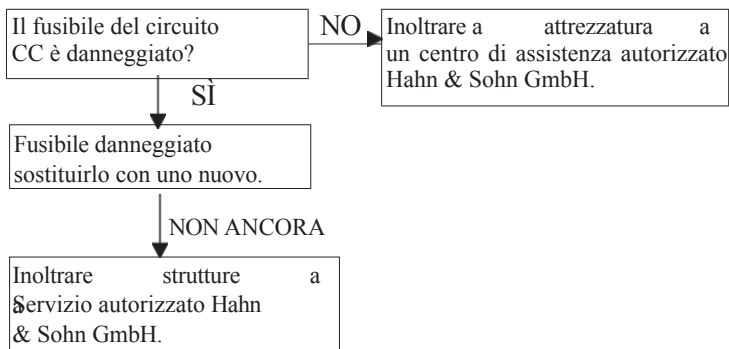 Il fusibile del circuito
CC è danneggiato?
NO
Inoltrare a attrezzatura a
un centro di assistenza autorizzato
Hahn & Sohn GmbH.
SÌ
Fusibile danneggiato
sostituirlo con uno nuovo.
NON ANCORA
Inoltrare strutture a
a
Servizio autorizzato Hahn
& Sohn GmbH.